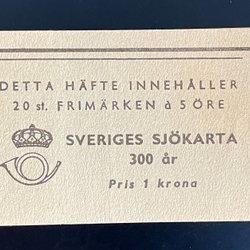 DETTA HÄFTE INNEHÅLLER
20 st. FRIMÄRKEN à 5 ÖRE
SVERIGES SJÖKARTA
300 år
Pris 1 krona